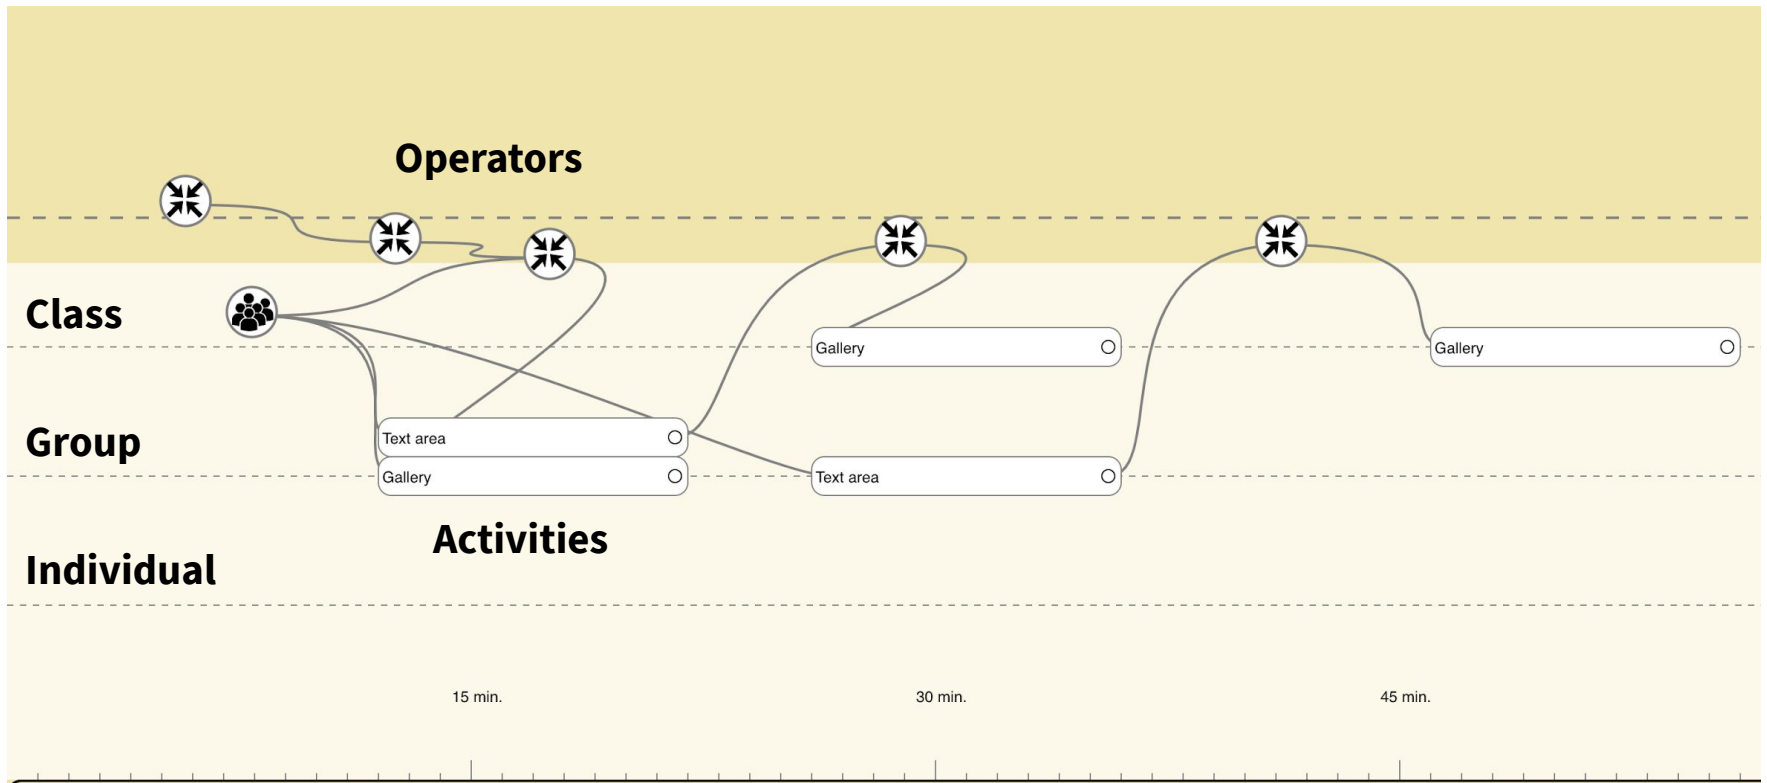 Operators
Class
Gallery
Gallery
Group
Text area
Gallery
Text area
Activities
Individual
15 min.
30 min.
45 min.